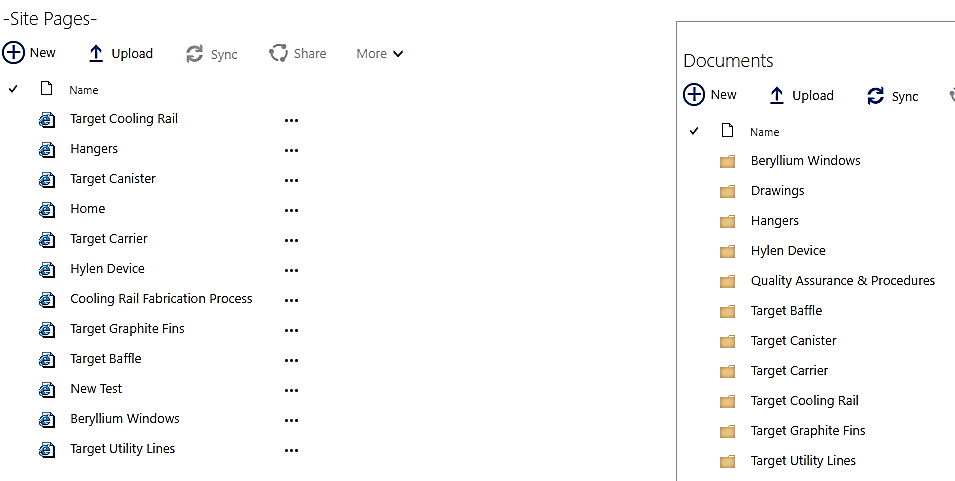 -Site Pages-
New Upload Sync Share More
Name
Target Cooling Rail
Hangers
Target Canister
Home
Target Carrier
Hylen Device
Cooling Rail Fabrication Process
Target Graphite Fins
Target Baffle
New Test
Beryllium Windows
Target Utility Lines
Documents
New Upload Sync
Name
Beryllium Windows
Drawings
Hangers
Hylen Device
Quality Assurance & Procedures
Target Baffle
Target Canister
Target Carrier
Target Cooling Rail
Target Graphite Fins
Target Utility Lines